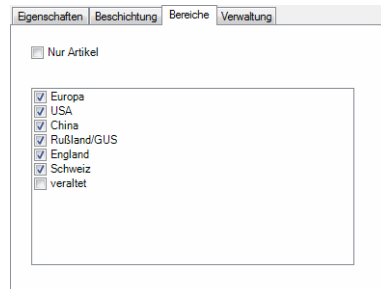 Eigenschaften Beschichtung Bereiche Verwaltung
Nur Artikel
Europa
USA
China
Rußland/GUS
England
Schweiz
veraltet